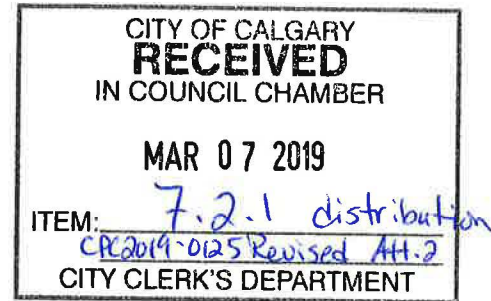 CITY OF CALGARY
RECEIVED
IN COUNCIL CHAMBER
MAR 07 2019
ITEM: 7.2.1 distribution
CPC2019-0125 Revised Att.2
CITY CLERK'S DEPARTMENT